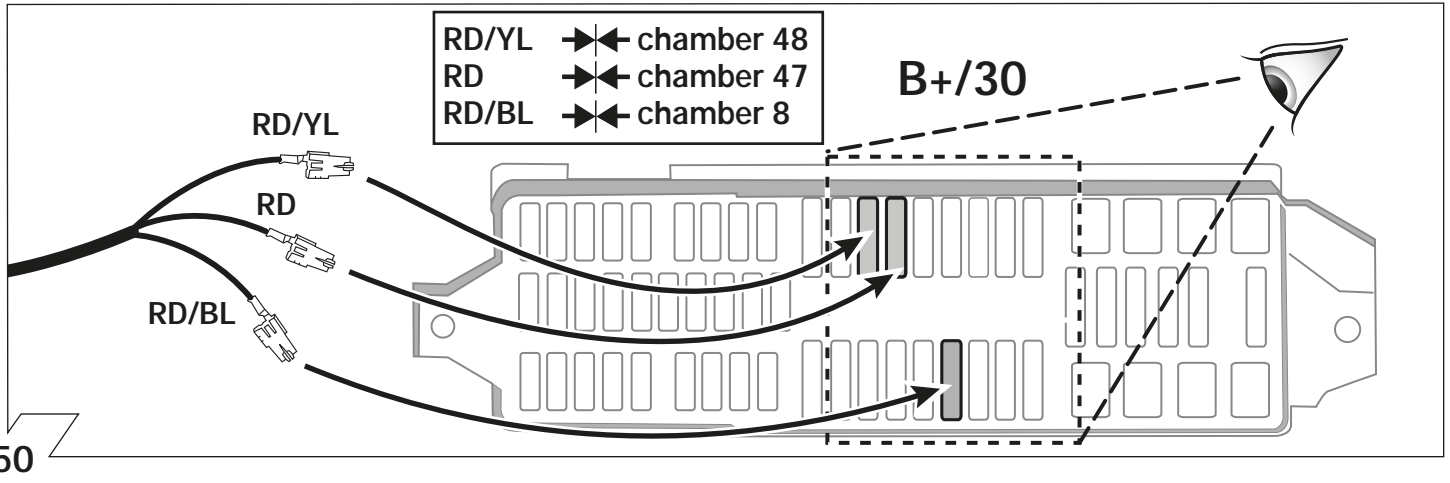 RD/YL chamber 48
RD chamber 47
RD/BL chamber 8
B+/30
RD/YL
RD
RD/BL
50